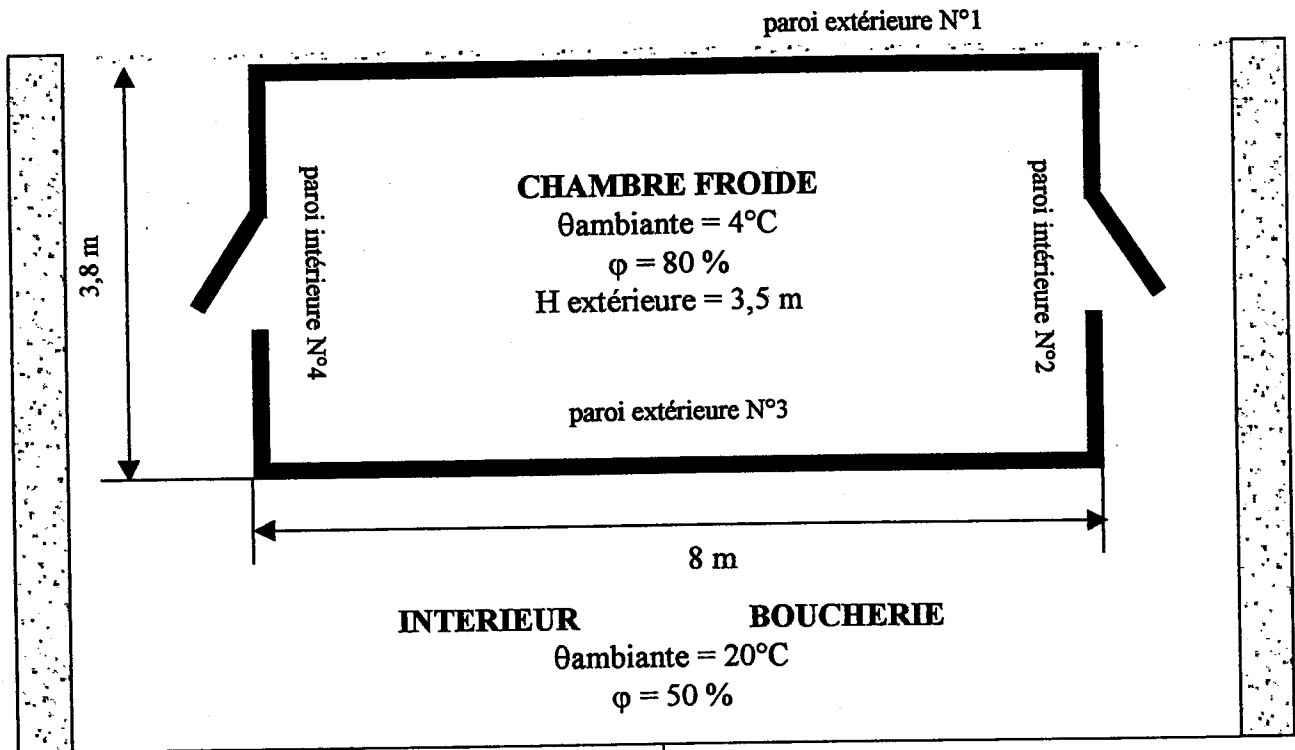 paroi extérieure N°1
3,8 m
paroi intérieure N°4
CHAMBRE FROIDE
θambiante = 4°C
φ = 80 %
H extérieure = 3,5 m
paroi intérieure N°2
paroi extérieure N°3
8 m
INTERIEUR BOUCHERIE
θambiante = 20°C
φ = 50 %